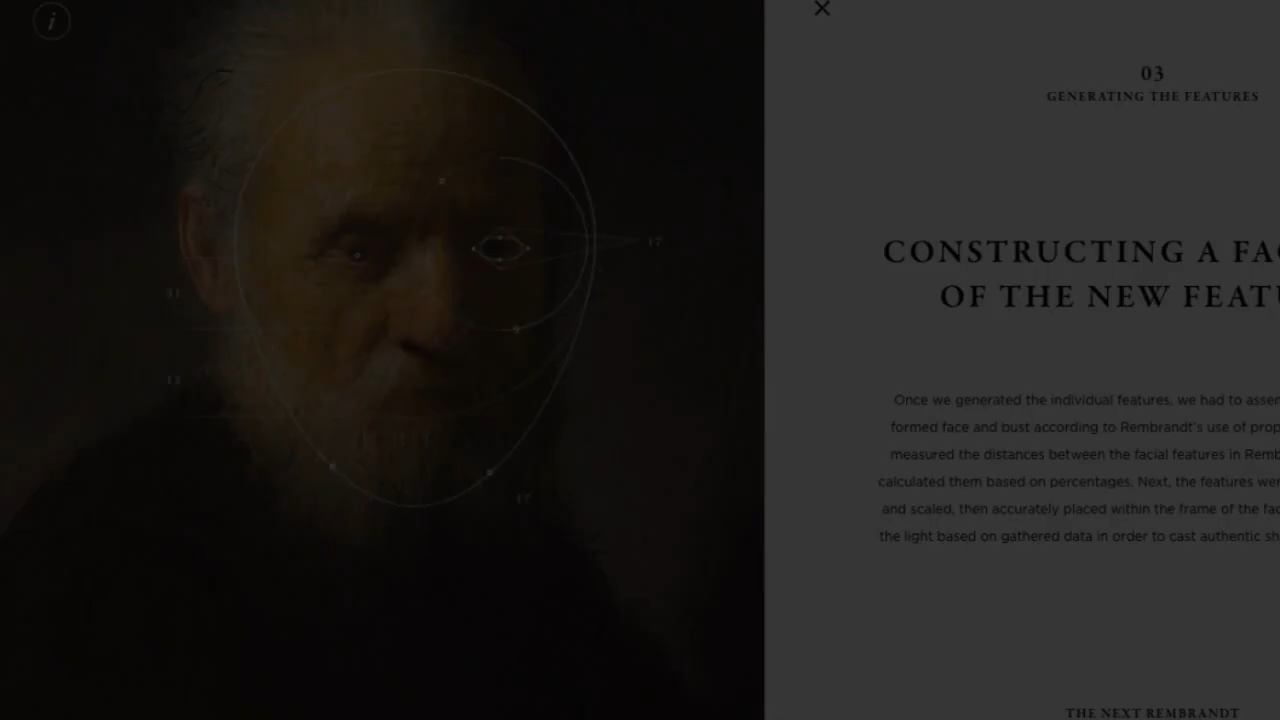 i
03
GENERATING THE FEATURES
CONSTRUCTING A FAC
OF THE NEW FEATU
Once we generated the individual features, we had to assem
formed face and bust according to Rembrandt's use of prop
measured the distances between the facial features in Remb
calculated them based on percentages. Next, the features wer
and scaled, then accurately placed within the frame of the fac
the light based on gathered data in order to cast authentic sh
THE NEXT REMBRANDT